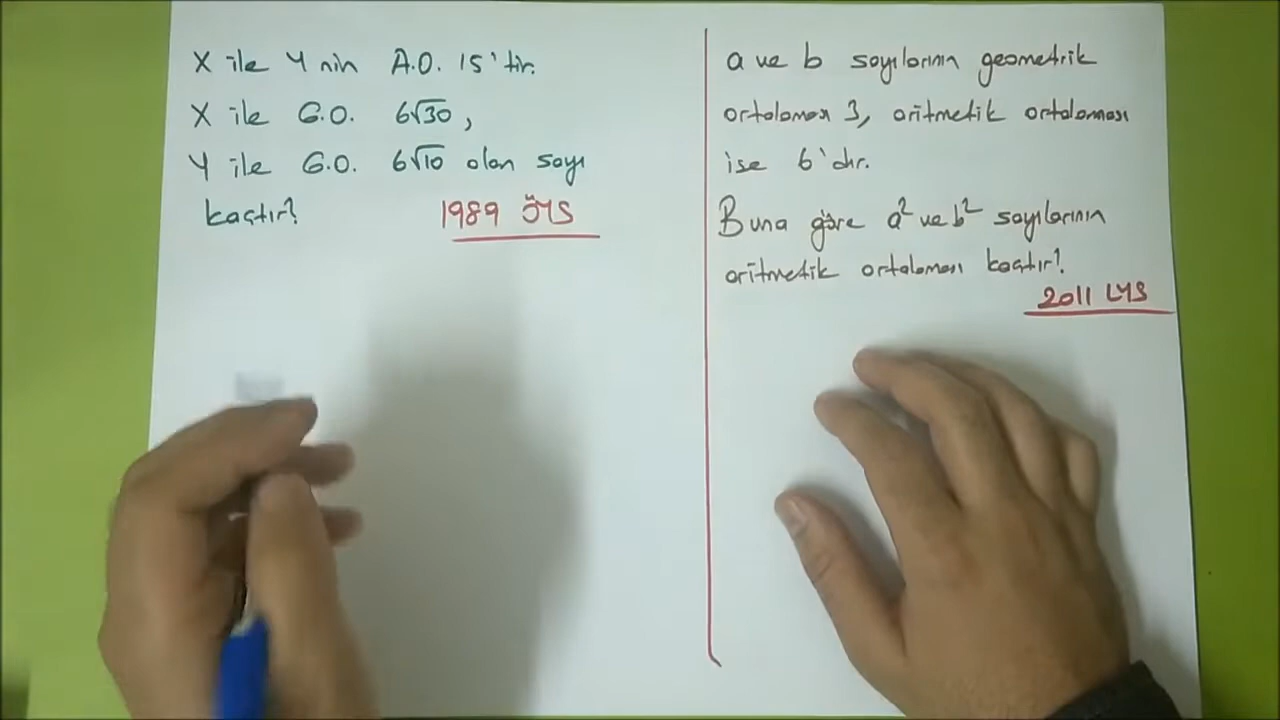 X ile Y nin A.O. 15'tir.
X ile G.O. 6√30,
Y ile G.O. 6√10 olan sayı
kaçtır?
1989 ÖYS
a ve b sayılarının geometrik
ortalaması 3, aritmetik ortalaması
ise 6'dır.
Buna göre a² ve b² sayılarının
aritmetik ortalaması kaçtır?
2011 LYS